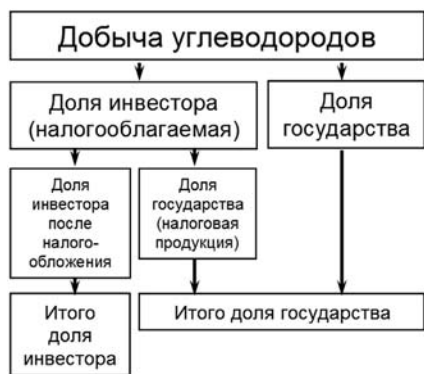 Добыча углеводородов
Доля инвестора
(налогооблагаемая)
Доля
государства
Доля
инвестора
после
налого-
обложения
Доля
государства
(налоговая
продукция)
Итого
доля
инвестора
Итого доля государства